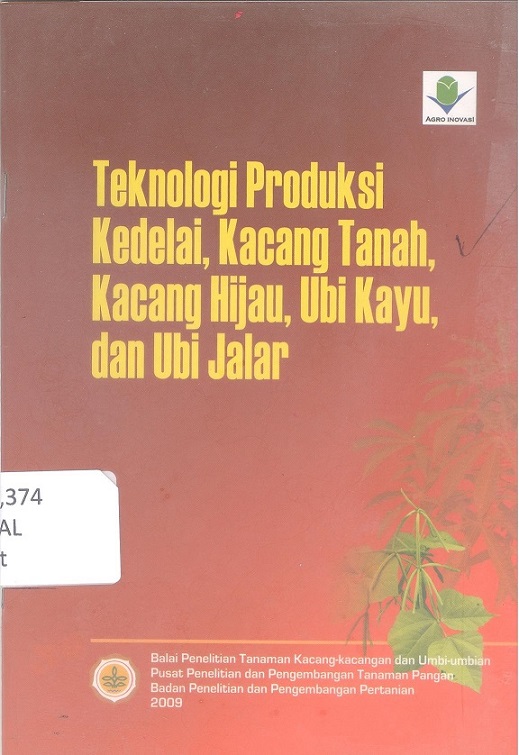 AGRO INOVASI
Teknologi Produksi
Kedelai, Kacang Tanah,
Kacang Hijau, Ubi Kayu,
dan Ubi Jalar
,374
AL
t
Balai Penelitian Tanaman Kacang-kacangan dan Umbi-umbian
Pusat Penelitian dan Pengembangan Tanaman Pangan
Badan Penelitian dan Pengembangan Pertanian
2009